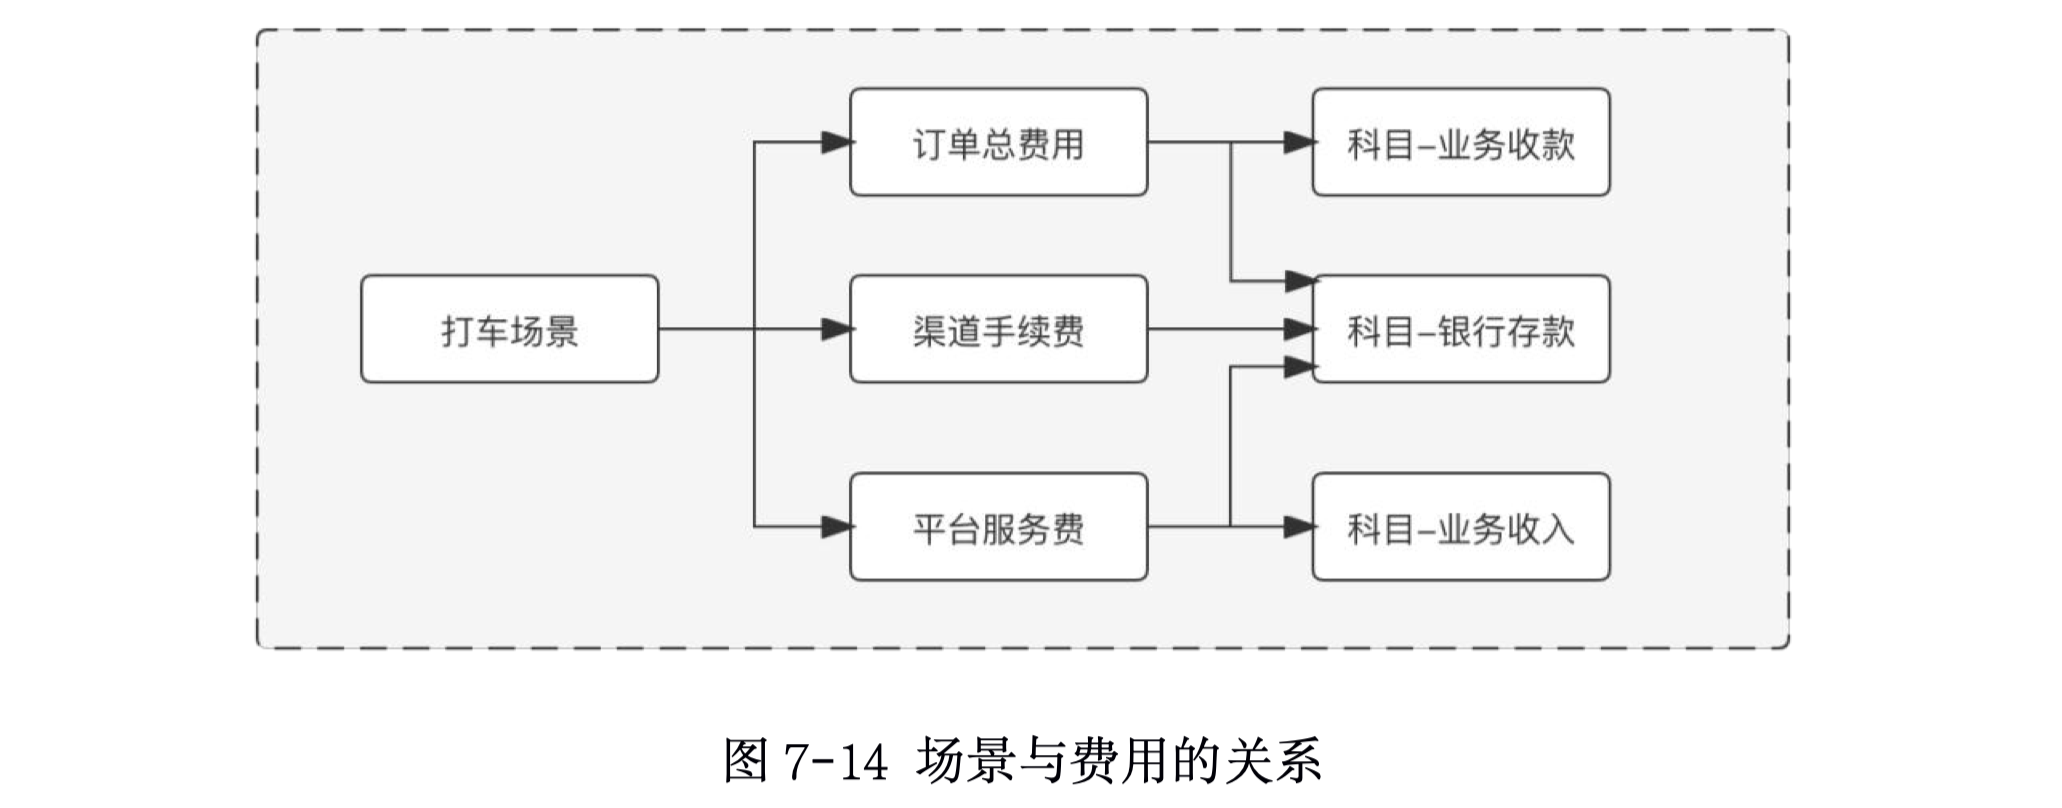 订单总费用
科目-业务收款
打车场景
渠道手续费
科目-银行存款
平台服务费
科目-业务收入
图 7-14 场景与费用的关系